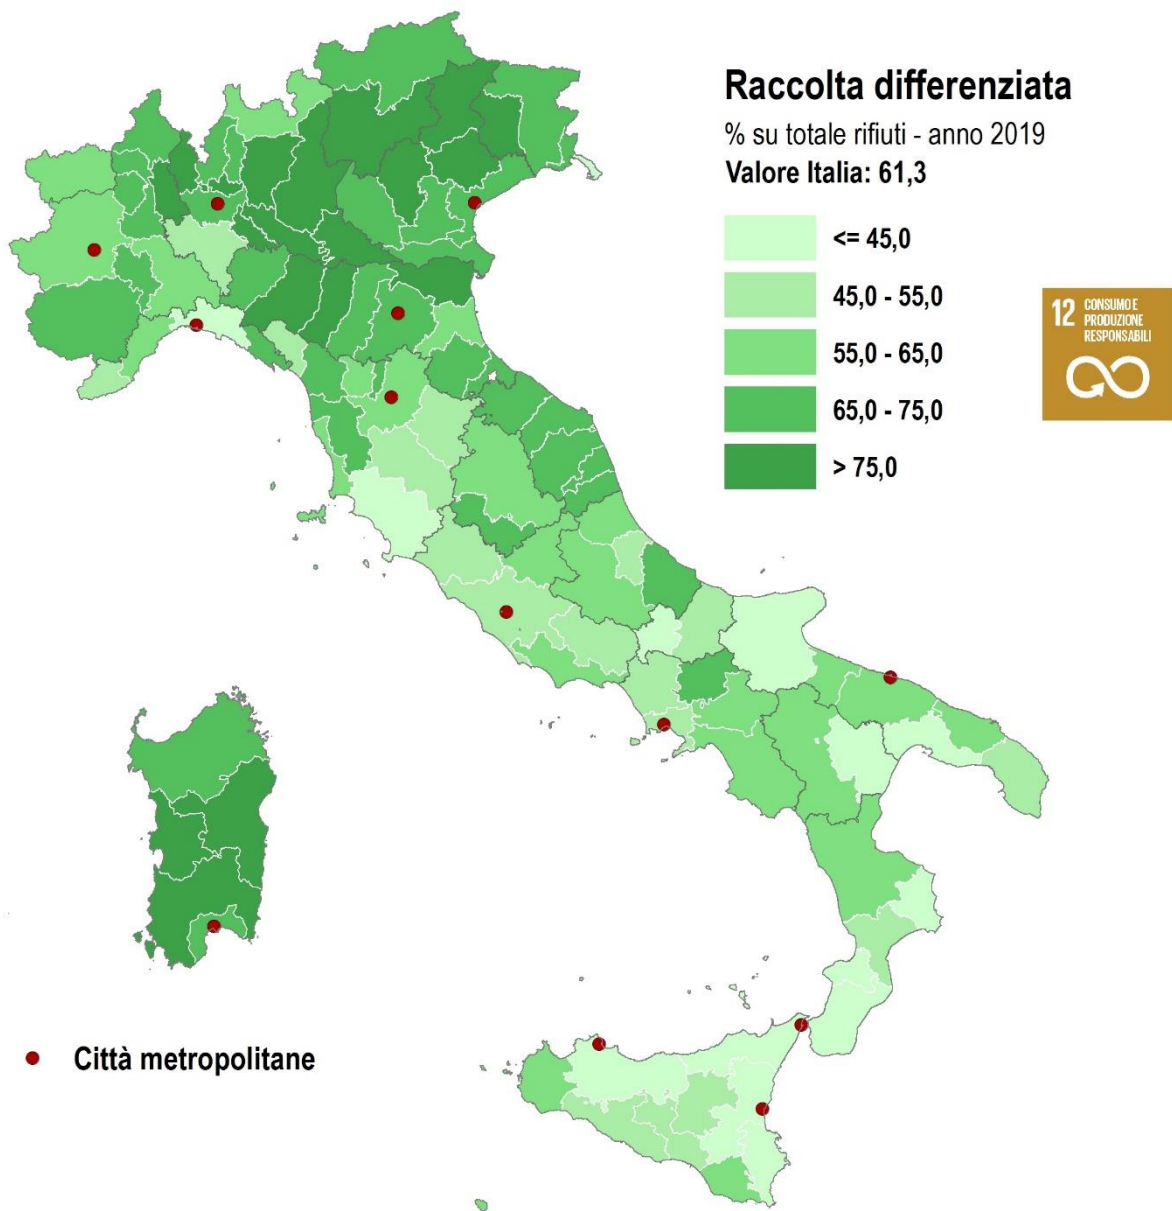 Raccolta differenziata
% su totale rifiuti - anno 2019
Valore Italia: 61,3
<= 45,0
45,0 - 55,0
55,0 - 65,0
65,0 - 75,0
> 75,0
12 CONSUMO E
PRODUZIONE
RESPONSABILI
Città metropolitane